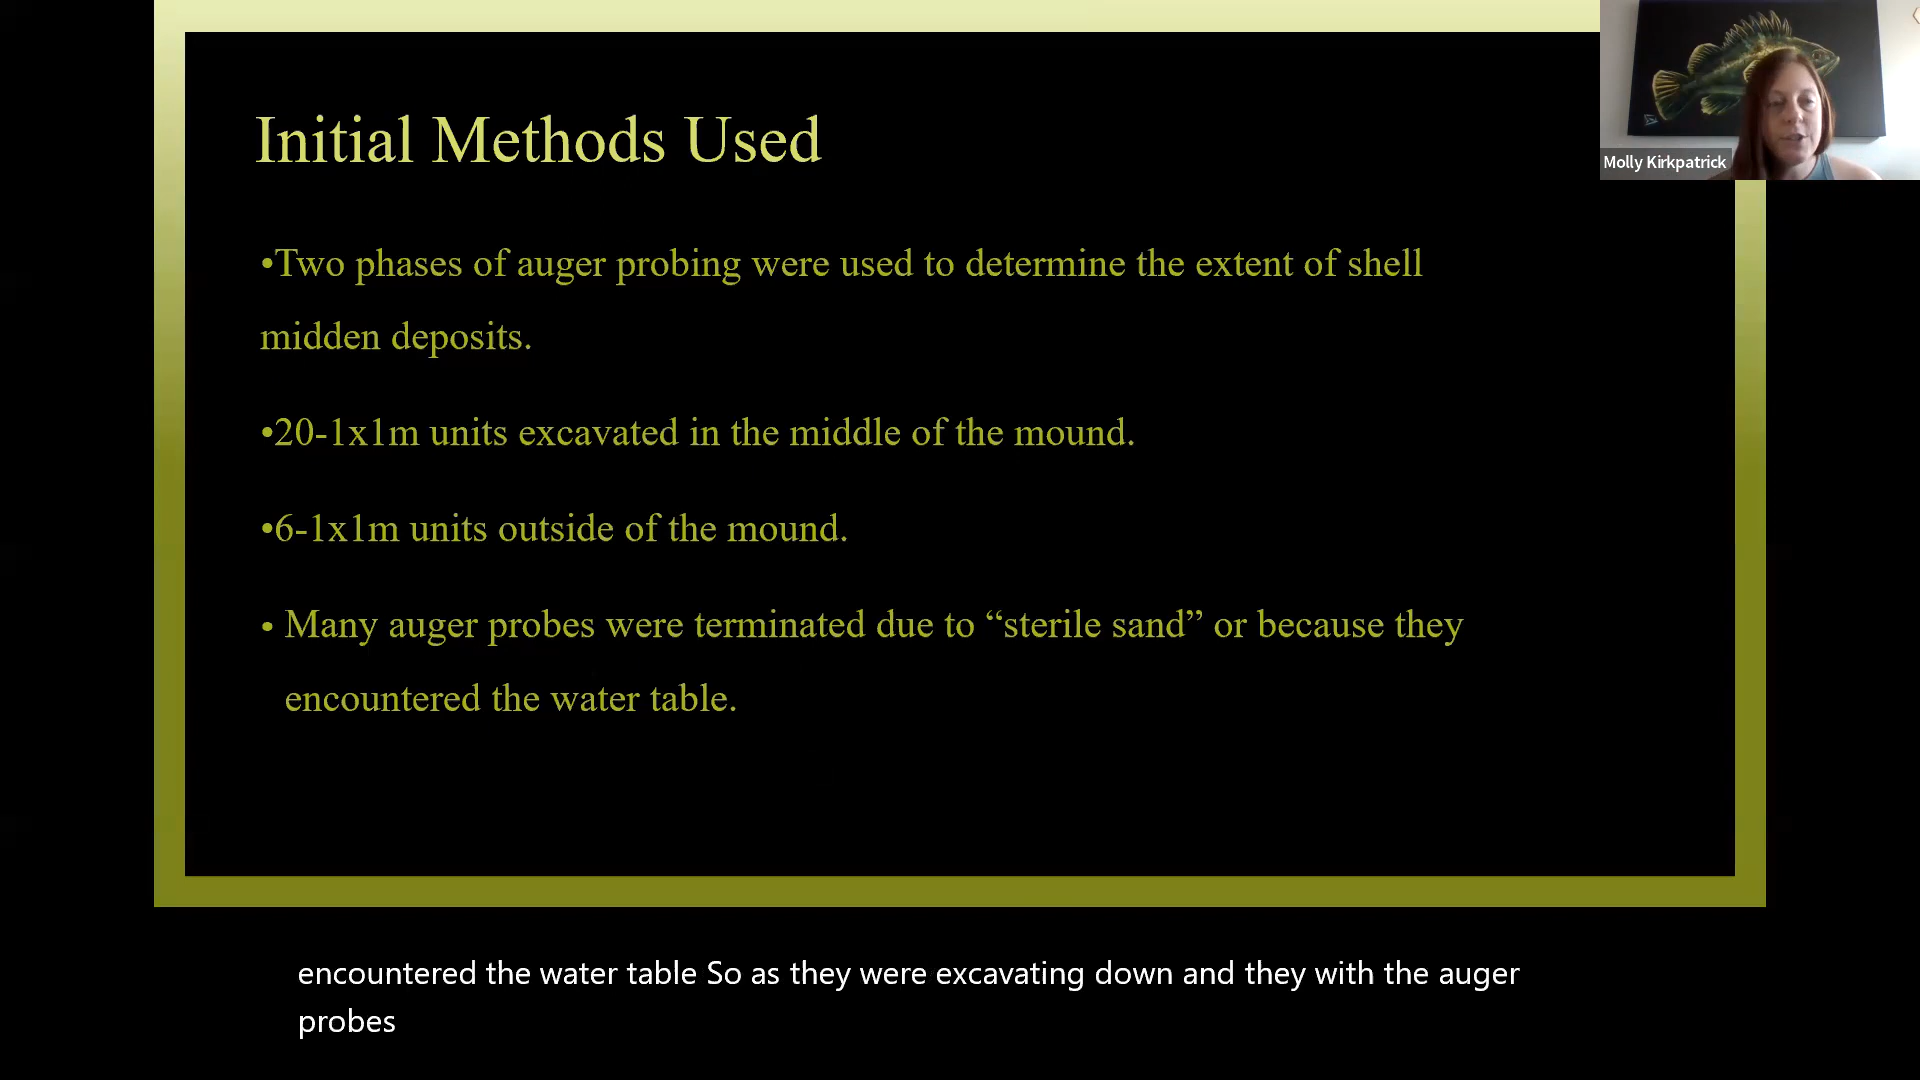 Initial Methods Used
•Two phases of auger probing were used to determine the extent of shell
midden deposits.
•20-1x1m units excavated in the middle of the mound.
•6-1x1m units outside of the mound.
• Many auger probes were terminated due to “sterile sand” or because they
encountered the water table.
Molly Kirkpatrick
encountered the water table So as they were excavating down and they with the auger
probes